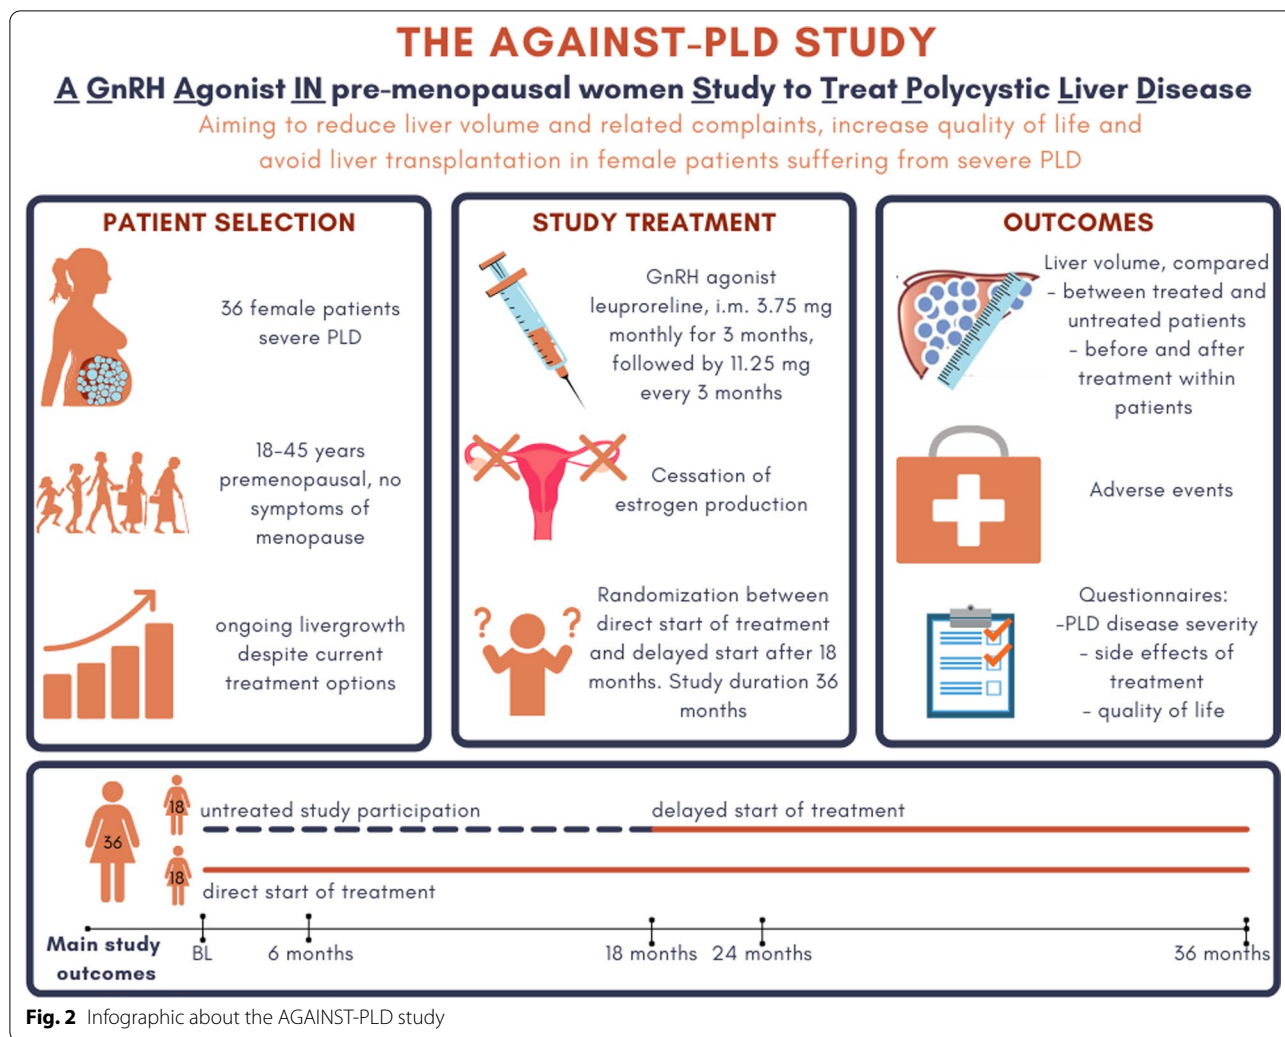 THE AGAINST-PLD STUDY
A GnRH Agonist IN pre-menopausal women Study to Treat Polycystic Liver Disease
Aiming to reduce liver volume and related complaints, increase quality of life and
avoid liver transplantation in female patients suffering from severe PLD
PATIENT SELECTION
36 female patients
severe PLD
18-45 years
premenopausal, no
symptoms of
menopause
ongoing livergrowth
despite current
treatment options
STUDY TREATMENT
GnRH agonist
leuproreline, i.m. 3.75 mg
monthly for 3 months,
followed by 11.25 mg
every 3 months
Cessation of
estrogen production
? ?
Randomization between
direct start of treatment
and delayed start after 18
months. Study duration 36
months
OUTCOMES
Liver volume, compared
- between treated and
untreated patients
- before and after
treatment within
patients
Adverse events
Questionnaires:
-PLD disease severity
- side effects of
treatment
- quality of life
36
18
untreated study participation
delayed start of treatment
18
direct start of treatment
Main study
outcomes
BL
6 months
18 months
24 months
36 months
Fig. 2 Infographic about the AGAINST-PLD study